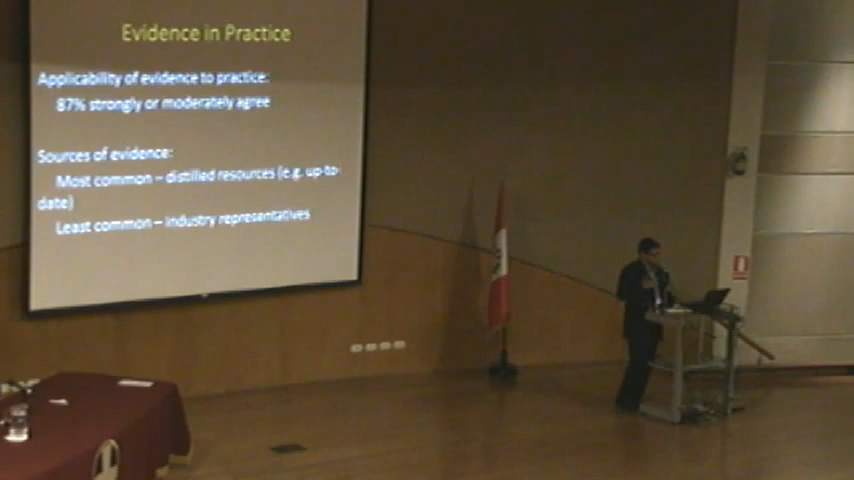 Evidence in Practice
Applicability of evidence to practice:
87% strongly or moderately agree
Sources of evidence:
Most common – distilled resources (e.g. up-to-
date)
Least common – industry representatives